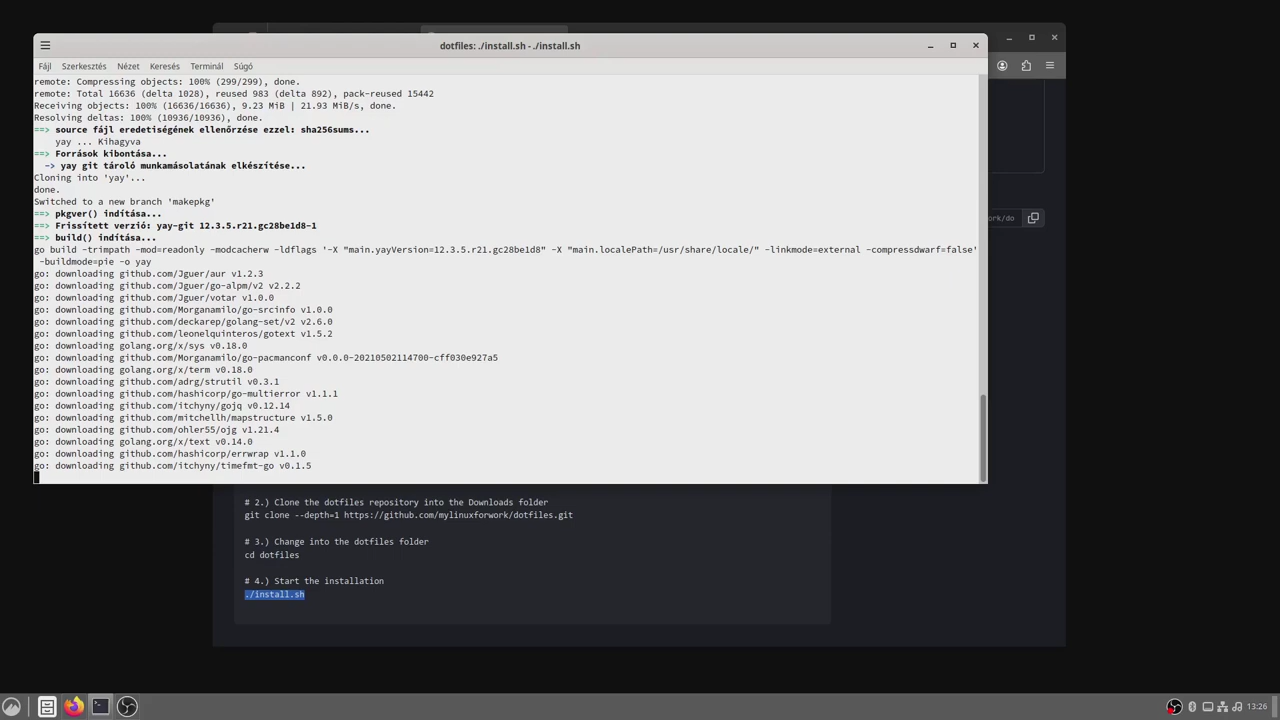 dotfiles: ./install.sh - ./install.sh
Fájl Szerkesztés Nézet Keresés Terminál Súgó
remote: Compressing objects: 100% (299/299), done.
remote: Total 16636 (delta 1028), reused 983 (delta 892), pack-reused 15442
Receiving objects: 100% (16636/16636), 9.23 MiB | 21.93 MiB/s, done.
Resolving deltas: 100% (10936/10936), done.
==> source fájl eredetiségének ellenőrzése ezzel: sha256sums...
yay ... Kihagyva
==> Források kibontása...
-> yay git tároló munkamásolatának elkészítése...
Cloning into 'yay'...
done.
Switched to a new branch 'makepkg'
==> pkgver() indítása...
==> Frissített verzió: yay-git 12.3.5.r21.gc28be1d8-1
==> build() indítása...
go build -trimpath -mod=readonly -modcacherw -ldflags '-X "main.yayVersion=12.3.5.r21.gc28be1d8" -X "main.localePath=/usr/share/locale/" -linkmode=external -compressdwarf=false'
-buildmode=pie -o yay
go: downloading github.com/Jguer/aur v1.2.3
go: downloading github.com/Jguer/go-alpm/v2 v2.2.2
go: downloading github.com/Jguer/votar v1.0.0
go: downloading github.com/Morganamilo/go-srcinfo v1.0.0
go: downloading github.com/deckarep/golang-set/v2 v2.6.0
go: downloading github.com/leonelquinteros/gotext v1.5.2
go: downloading golang.org/x/sys v0.18.0
go: downloading github.com/Morganamilo/go-pacmanconf v0.0.0-20210502114700-cff030e927a5
go: downloading golang.org/x/term v0.18.0
go: downloading github.com/adrg/strutil v0.3.1
go: downloading github.com/hashicorp/go-multierror v1.1.1
go: downloading github.com/itchyny/gojq v0.12.14
go: downloading github.com/mitchellh/mapstructure v1.5.0
go: downloading github.com/ohler55/ojg v1.21.4
go: downloading golang.org/x/text v0.14.0
go: downloading github.com/hashicorp/errwrap v1.1.0
go: downloading github.com/itchyny/timefmt-go v0.1.5
work/do
# 2.) Clone the dotfiles repository into the Downloads folder
git clone --depth=1 https://github.com/mylinuxforwork/dotfiles.git
# 3.) Change into the dotfiles folder
cd dotfiles
# 4.) Start the installation
./install.sh
13:26